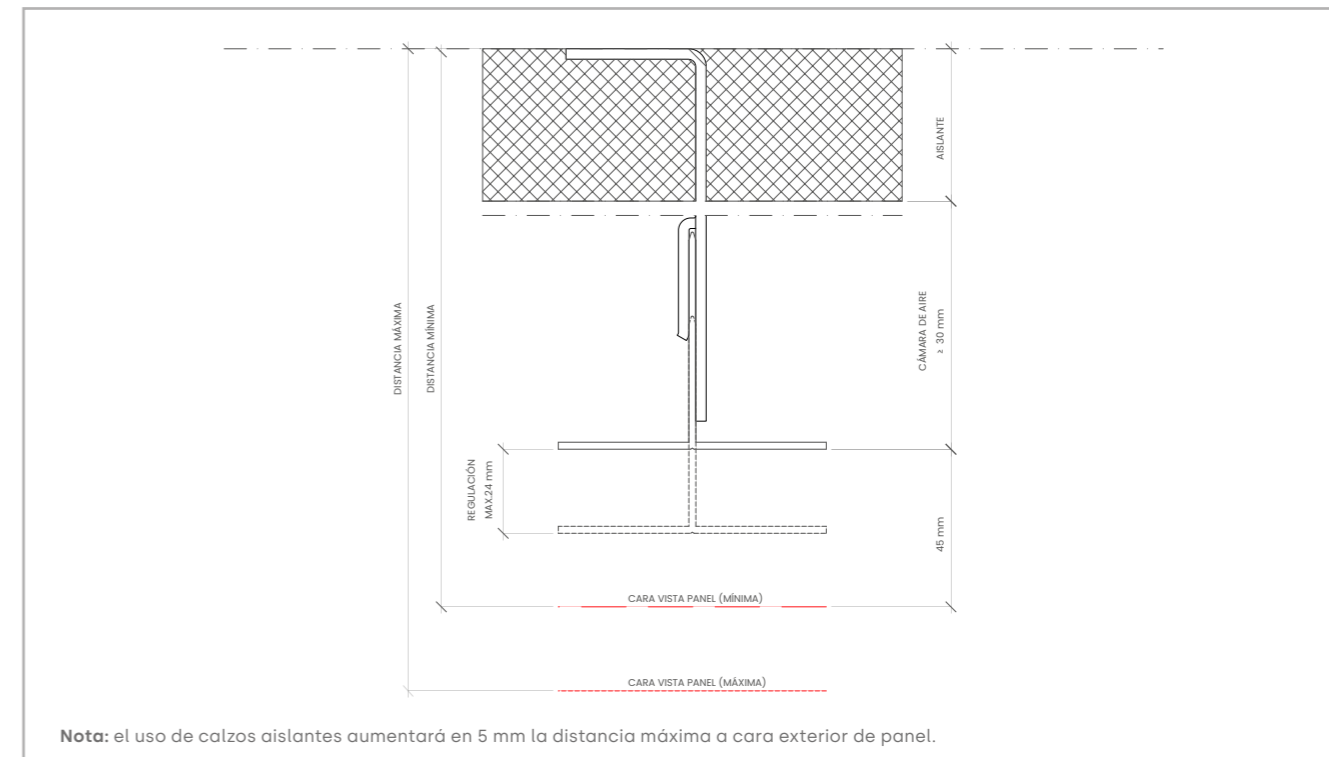 AISLANTE
DISTANCIA MÁXIMA
DISTANCIA MÍNIMA
CÁMARA DE AIRE
≥ 30 mm
REGULACIÓN
MAX.24 mm
45 mm
CARA VISTA PANEL (MÍNIMA)
CARA VISTA PANEL (MÁXIMA)
Nota: el uso de calzos aislantes aumentará en 5 mm la distancia máxima a cara exterior de panel.